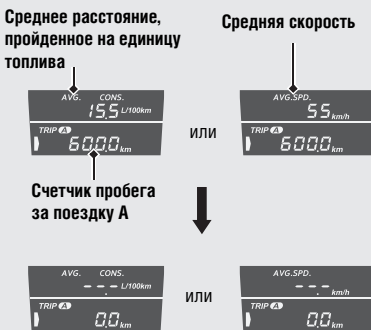 Среднее расстояние,
пройденное на единицу
топлива
Средняя скорость
AVG. CONS.
15.5 L/100km
TRIP A
600.0 km
или
AVG.SPD.
55 km/h
TRIP A
600.0 km
Счетчик пробега
за поездку А
AVG. CONS.
--.- L/100km
TRIP A
0.0 km
или
AVG.SPD.
--.- km/h
TRIP A
0.0 km